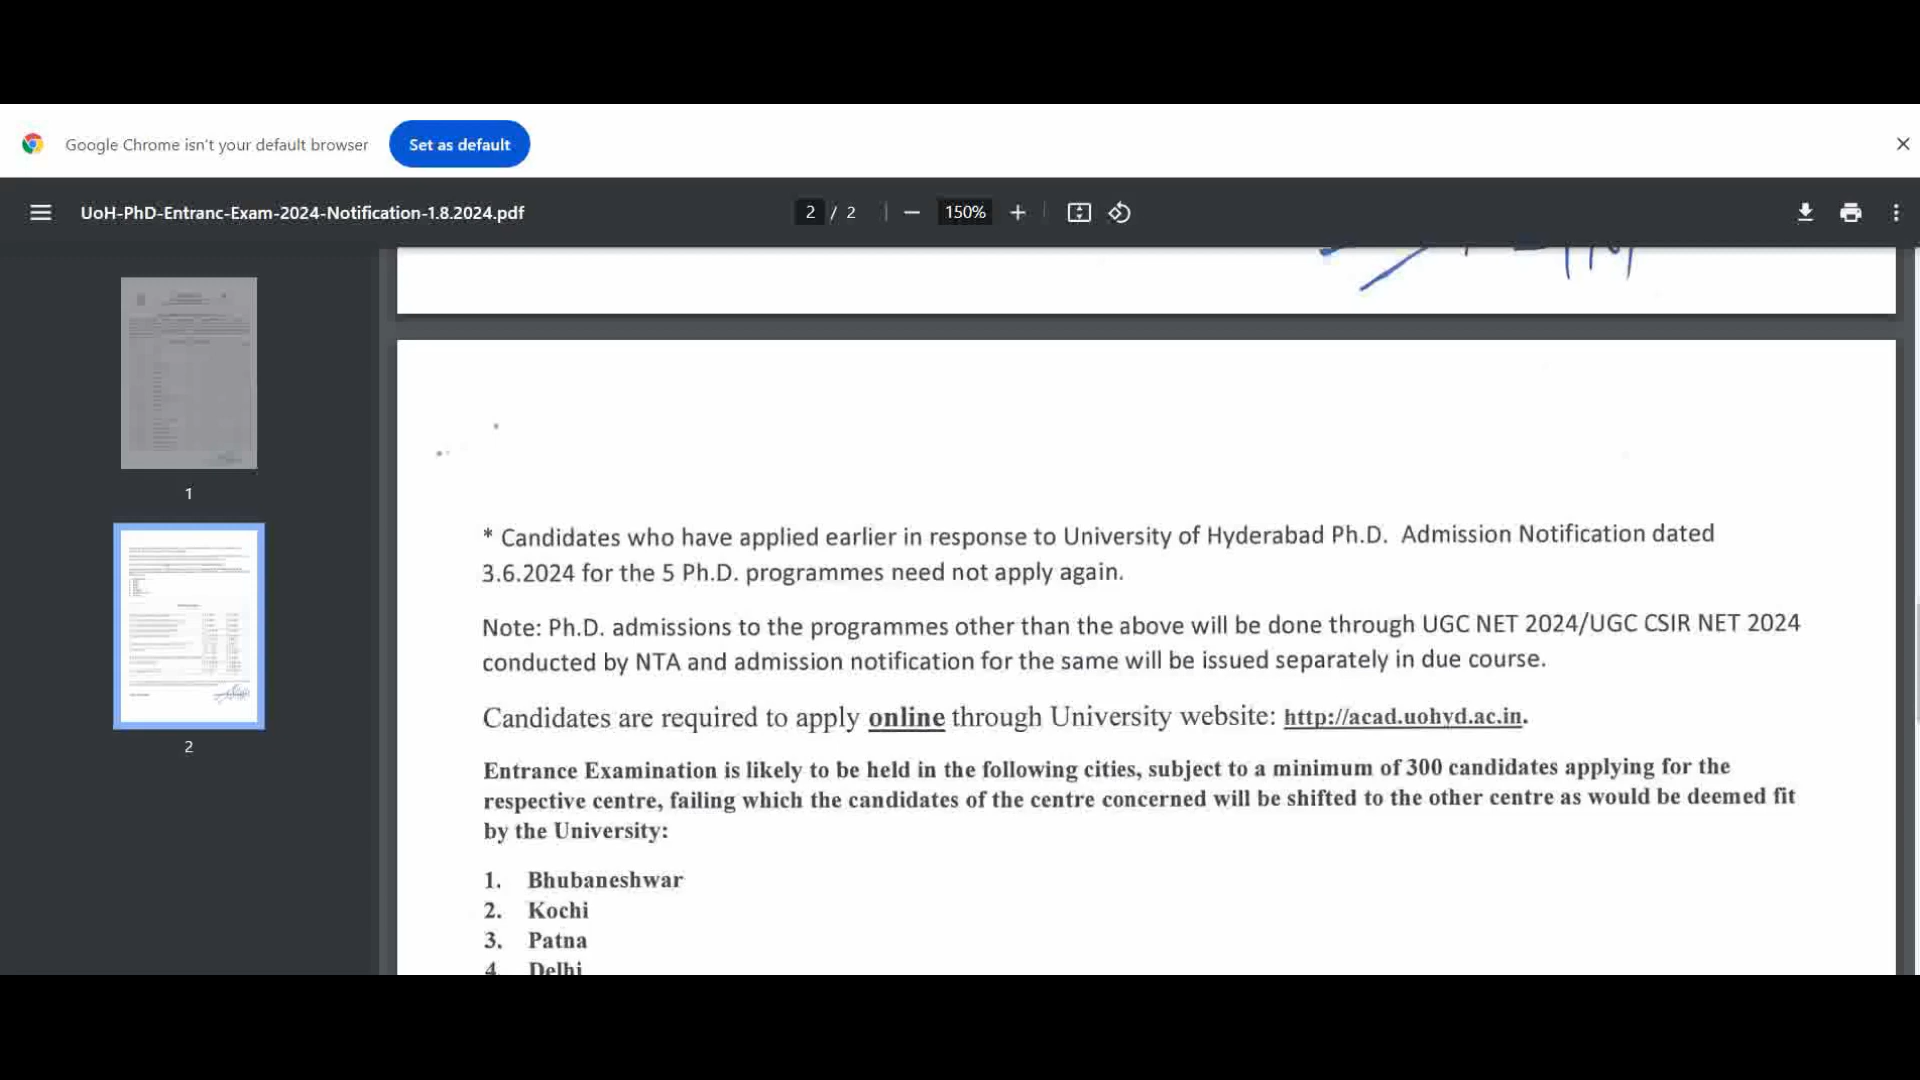 Google Chrome isn't your default browser Set as default
UoH-PhD-Entranc-Exam-2024-Notification-1.8.2024.pdf 2 / 2 150%
1
2
* Candidates who have applied earlier in response to University of Hyderabad Ph.D. Admission Notification dated
3.6.2024 for the 5 Ph.D. programmes need not apply again.
Note: Ph.D. admissions to the programmes other than the above will be done through UGC NET 2024/UGC CSIR NET 2024
conducted by NTA and admission notification for the same will be issued separately in due course.
Candidates are required to apply online through University website: http://acad.uohyd.ac.in.
Entrance Examination is likely to be held in the following cities, subject to a minimum of 300 candidates applying for the
respective centre, failing which the candidates of the centre concerned will be shifted to the other centre as would be deemed fit
by the University:
1. Bhubaneshwar
2. Kochi
3. Patna
4. Delhi